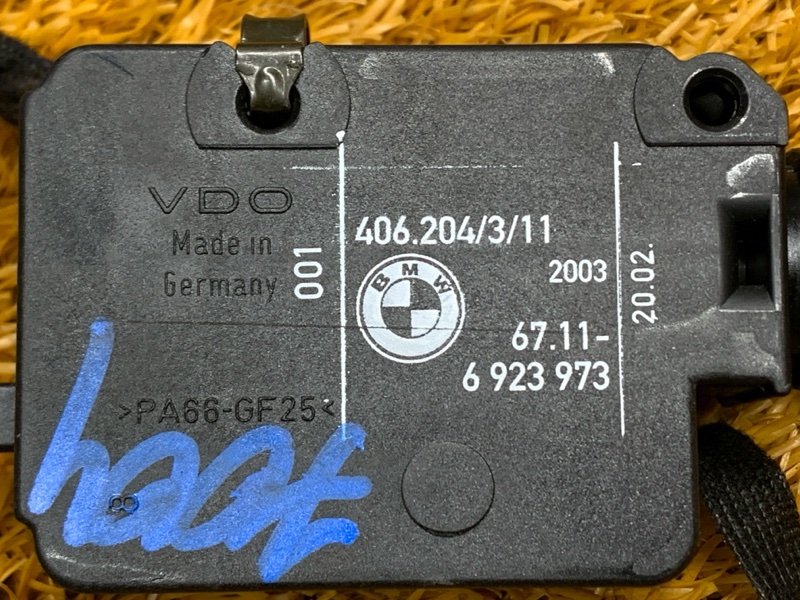 VDO
Made in
Germany
001
406.204/3/11
BMW
2003
67.11-
6 923 973
20.02.
>PA66-GF25<
8